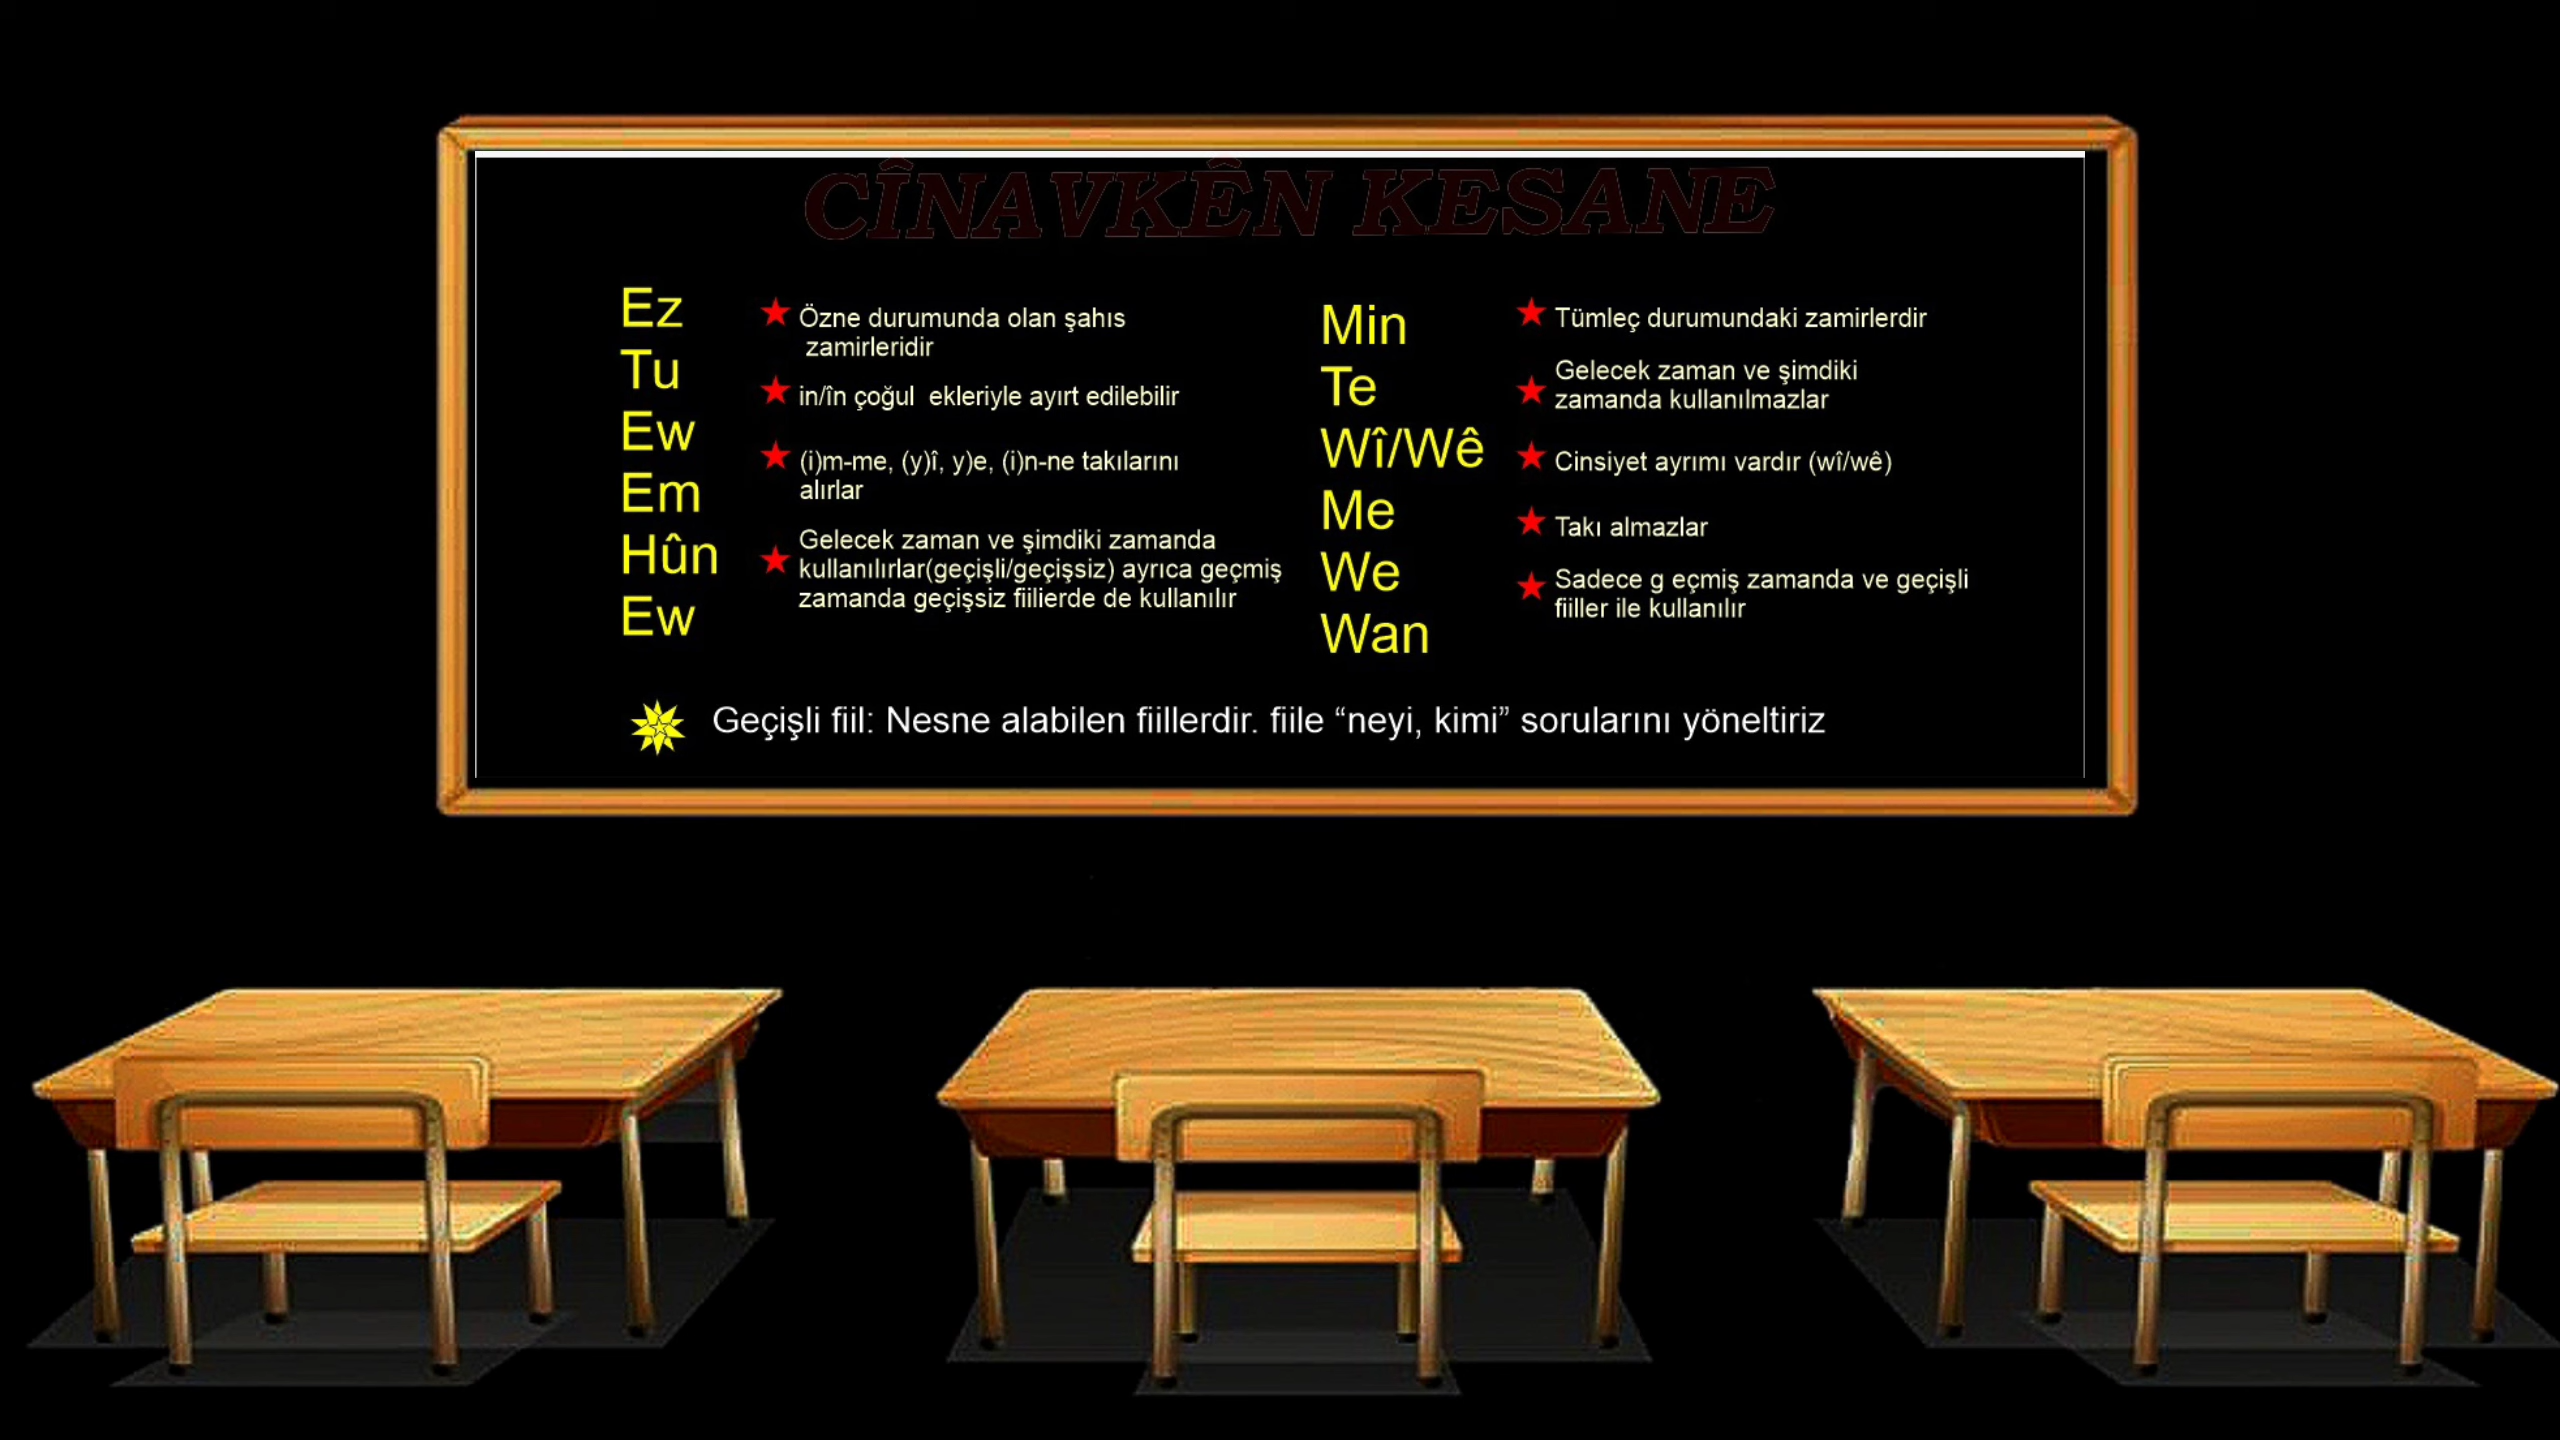 CÎNAVKÊN KESANE
Ez
Tu
Ew
Em
Hûn
Ew
Özne durumunda olan şahıs
zamirleridir
in/în çoğul  ekleriyle ayırt edilebilir
(i)m-me, (y)î, y)e, (i)n-ne takılarını
alırlar
Gelecek zaman ve şimdiki zamanda
kullanılırlar(geçişli/geçişsiz) ayrıca geçmiş
zamanda geçişsiz fiilierde de kullanılır
Min
Te
Wî/Wê
Me
We
Wan
Tümleç durumundaki zamirlerdir
Gelecek zaman ve şimdiki
zamanda kullanılmazlar
Cinsiyet ayrımı vardır (wî/wê)
Takı almazlar
Sadece g eçmiş zamanda ve geçişli
fiiller ile kullanılır
Geçişli fiil: Nesne alabilen fiillerdir. fiile “neyi, kimi” sorularını yöneltiriz